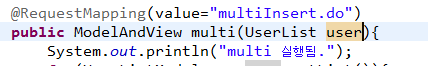 @RequestMapping(value="multiInsert.do")
public ModelAndView multi(UserList user){
System.out.println("multi 실행됨.");